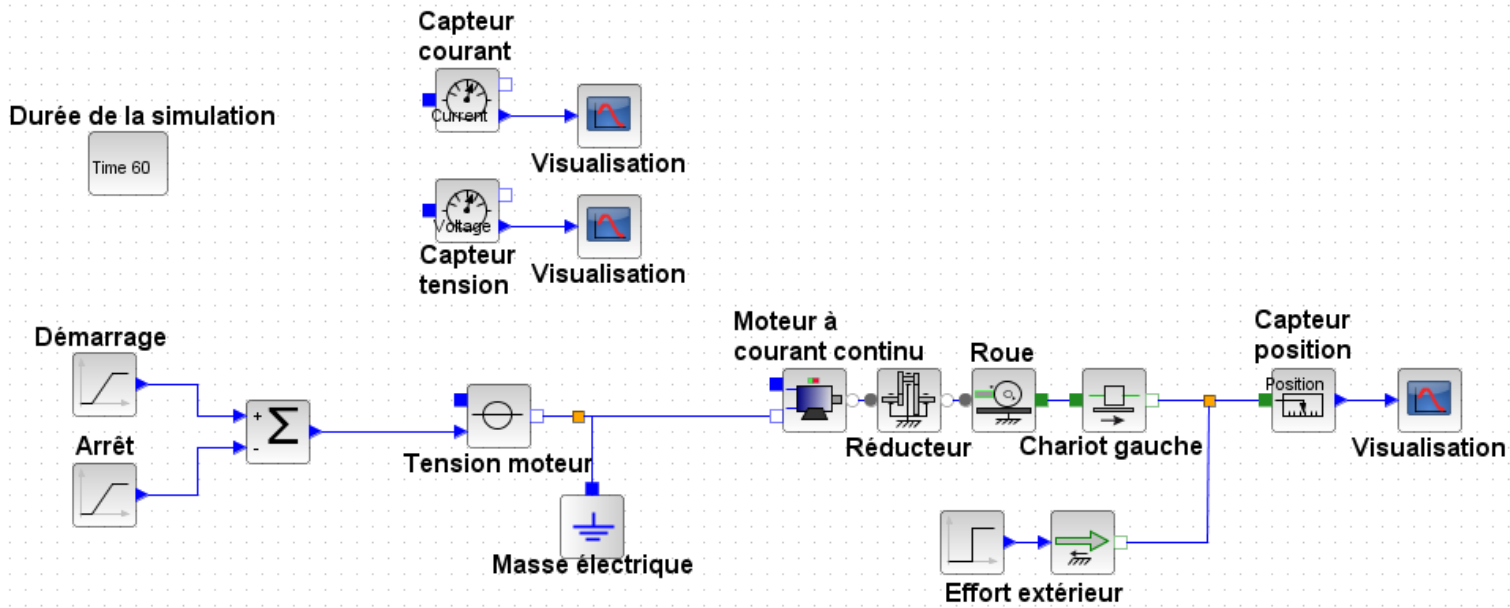 Capteur
courant
Current
Visualisation
Durée de la simulation
Time 60
Voltage
Capteur
tension
Visualisation
Démarrage
+
Σ
-
Arrêt
Tension moteur
Masse électrique
Moteur à
courant continu
Réducteur
Roue
Chariot gauche
Capteur
position
Position
Visualisation
Effort extérieur